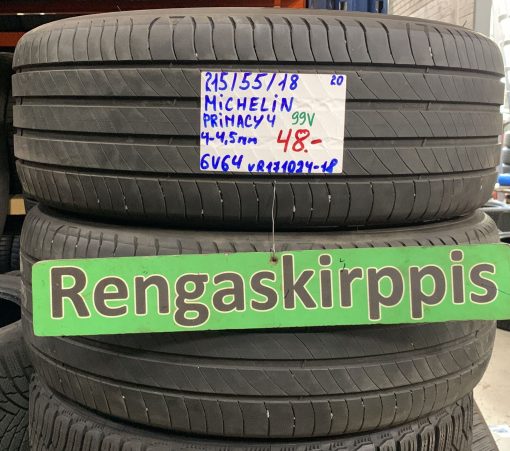 215/55/18 20
MiCHELiN
PRiMACY 4 99V
4-4,5mm 48.-
6V64 VR171024-18
Rengaskirppis